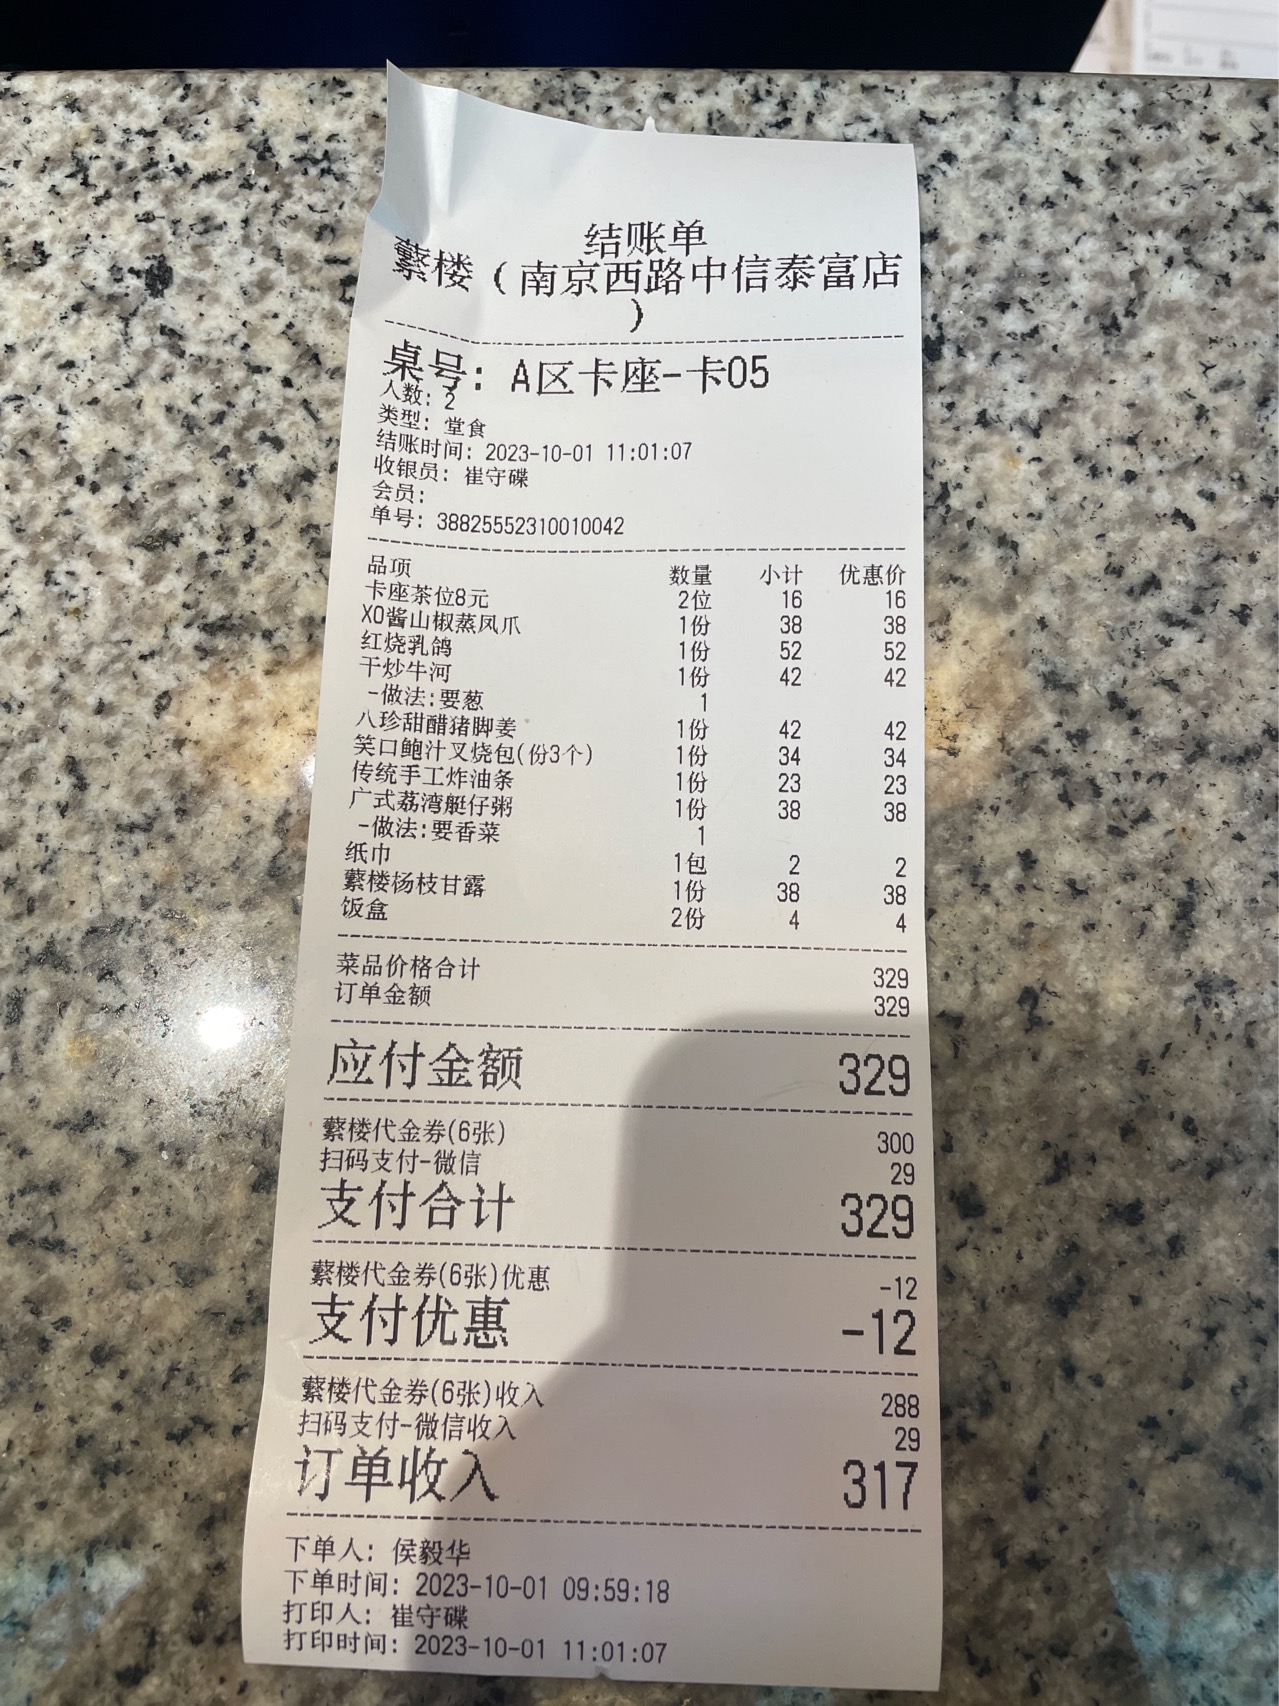 结账单
蘩楼（南京西路中信泰富店
）
桌号: A区卡座-卡05
人数: 2
类型: 堂食
结账时间: 2023-10-01 11:01:07
收银员: 崔守碟
会员:
单号: 38825552310010042
品项 数量 小计 优惠价
卡座茶位8元 2位 16 16
XO酱山椒蒸凤爪 1份 38 38
红烧乳鸽 1份 52 52
干炒牛河 1份 42 42
-做法:要葱 1
八珍甜醋猪脚姜 1份 42 42
笑口鲍汁叉烧包(份3个) 1份 34 34
传统手工炸油条 1份 23 23
广式荔湾艇仔粥 1份 38 38
-做法:要香菜 1
纸巾 1包 2 2
蘩楼杨枝甘露 1份 38 38
饭盒 2份 4 4
菜品价格合计 329
订单金额 329
应付金额 329
蘩楼代金券(6张) 300
扫码支付-微信 29
支付合计 329
蘩楼代金券(6张)优惠 -12
支付优惠 -12
蘩楼代金券(6张)收入 288
扫码支付-微信收入 29
订单收入 317
下单人: 侯毅华
下单时间: 2023-10-01 09:59:18
打印人: 崔守碟
打印时间: 2023-10-01 11:01:07